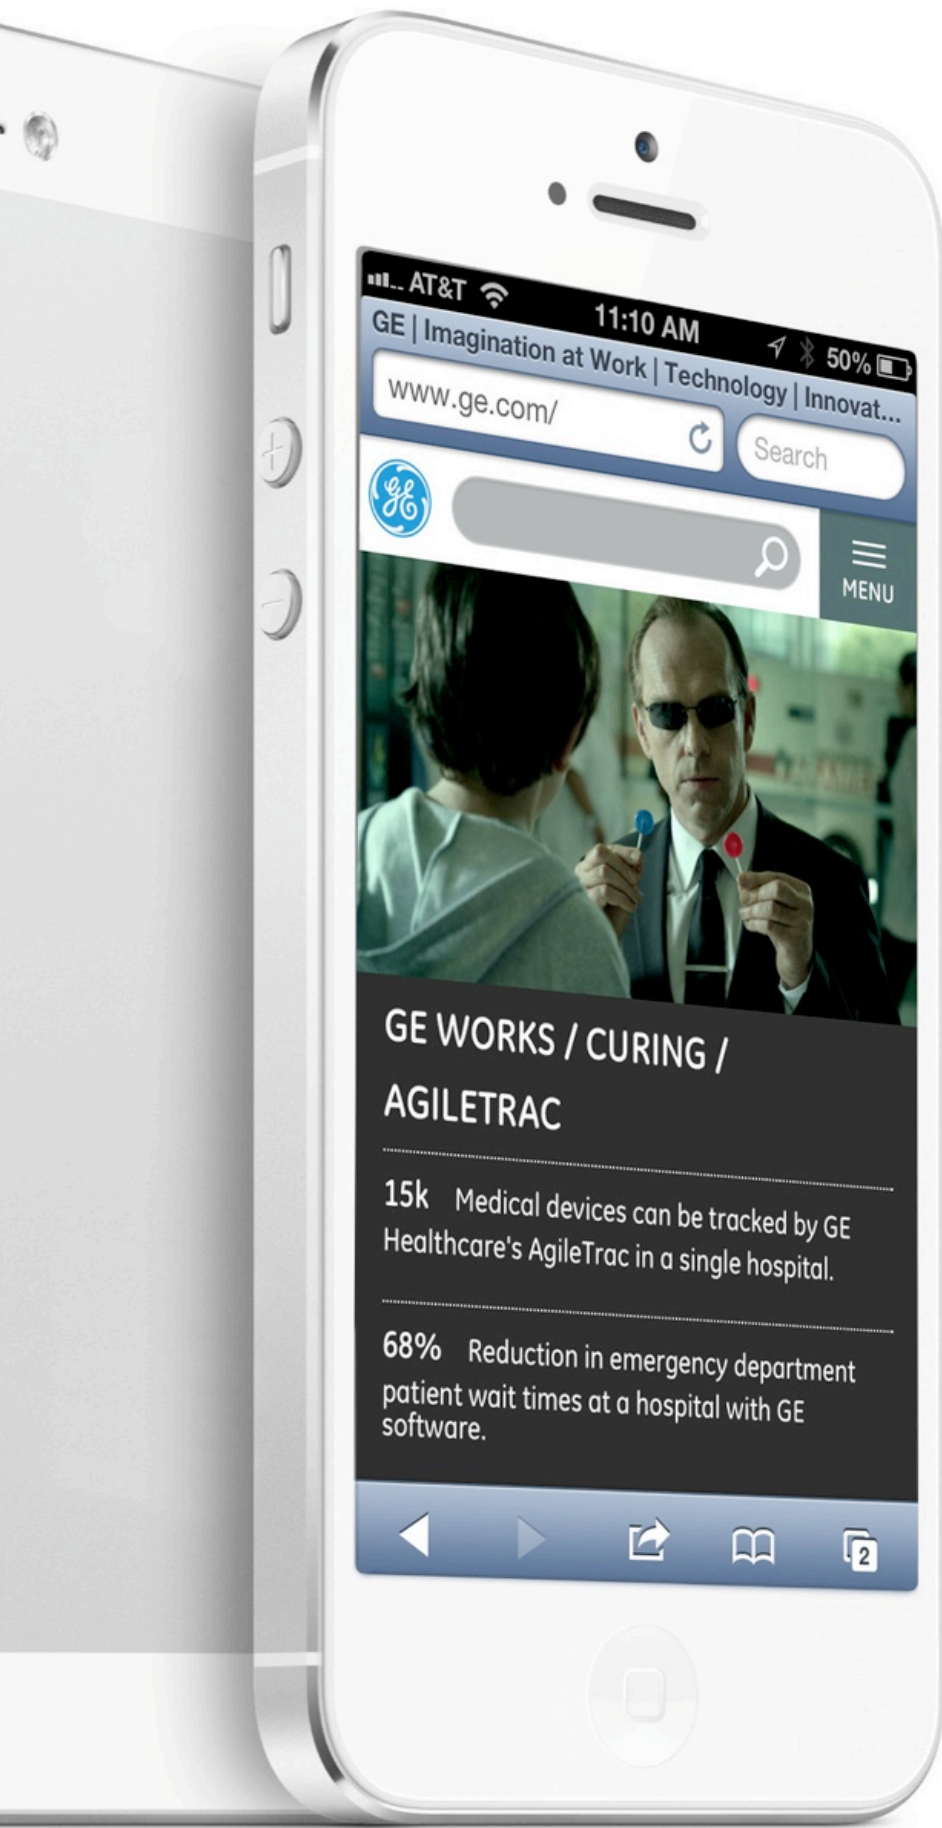 AT&T 11:10 AM 50%
GE | Imagination at Work | Technology | Innovat...
www.ge.com/ Search
GE
MENU
GE WORKS / CURING /
AGILETRAC
15k Medical devices can be tracked by GE
Healthcare's AgileTrac in a single hospital.
68% Reduction in emergency department
patient wait times at a hospital with GE
software.
2